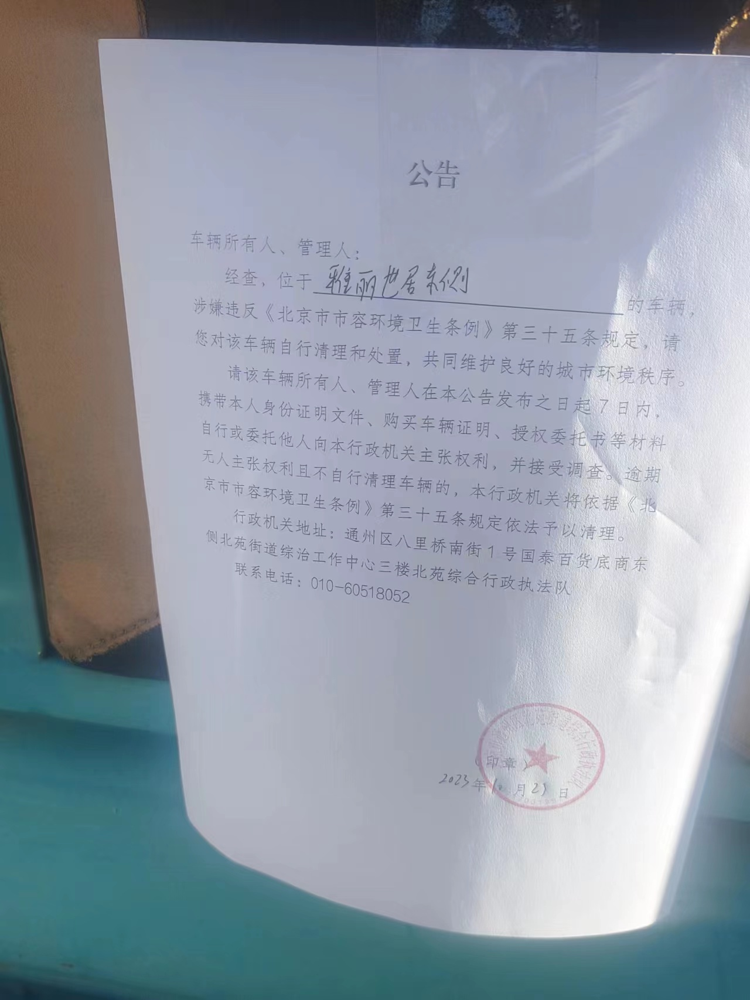 公告
车辆所有人、管理人：
经查，位于雅丽世居东侧的车辆，
涉嫌违反《北京市市容环境卫生条例》第三十五条规定，请
您对该车辆自行清理和处置，共同维护良好的城市环境秩序。
请该车辆所有人、管理人在本公告发布之日起7日内，
携带本人身份证明文件、购买车辆证明、授权委托书等材料
自行或委托他人向本行政机关主张权利，并接受调查。逾期
无人主张权利且不自行清理车辆的，本行政机关将依据《北
京市市容环境卫生条例》第三十五条规定依法予以清理。
行政机关地址：通州区八里桥南街1号国泰百货底商东
侧北苑街道综治工作中心三楼北苑综合行政执法队
联系电话：010-60518052
北苑街道综合行政执法队
（印章）
2023年10月2日